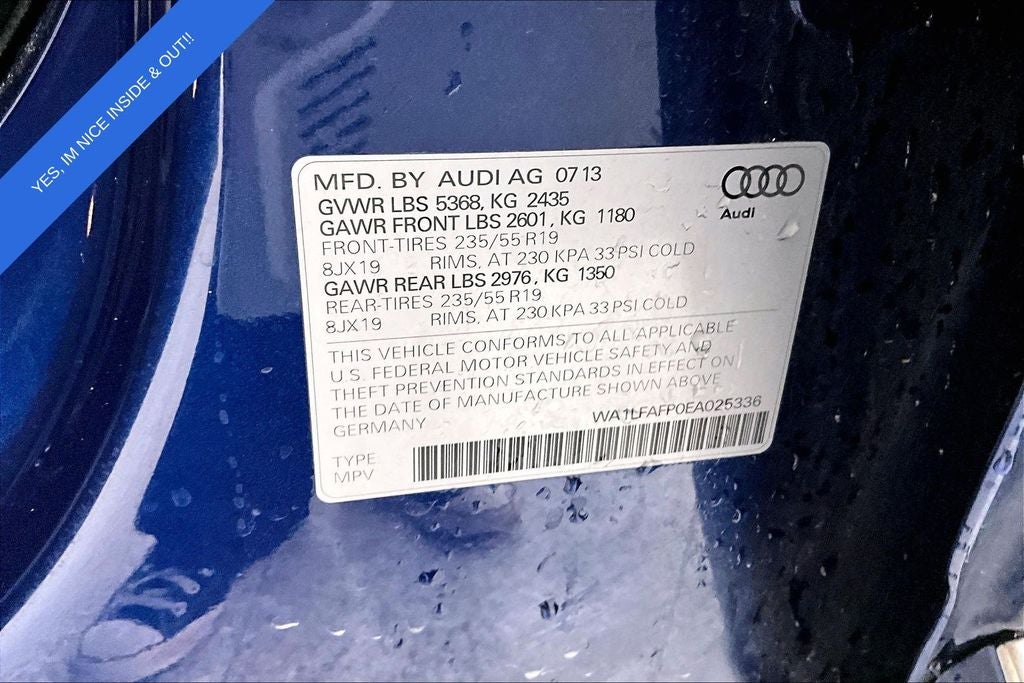 YES, IM NICE INSIDE & OUT!!
MFD. BY AUDI AG 0713
GVWR LBS 5368, KG 2435
GAWR FRONT LBS 2601, KG 1180
FRONT-TIRES 235/55 R19
8JX19 RIMS, AT 230 KPA 33 PSI COLD
GAWR REAR LBS 2976, KG 1350
REAR-TIRES 235/55 R19
8JX19 RIMS, AT 230 KPA 33 PSI COLD
Audi
THIS VEHICLE CONFORMS TO ALL APPLICABLE
U.S. FEDERAL MOTOR VEHICLE SAFETY AND
THEFT PREVENTION STANDARDS IN EFFECT ON
THE DATE OF MANUFACTURE SHOWN ABOVE
GERMANY WA1LFAFP0EA025336
TYPE
MPV